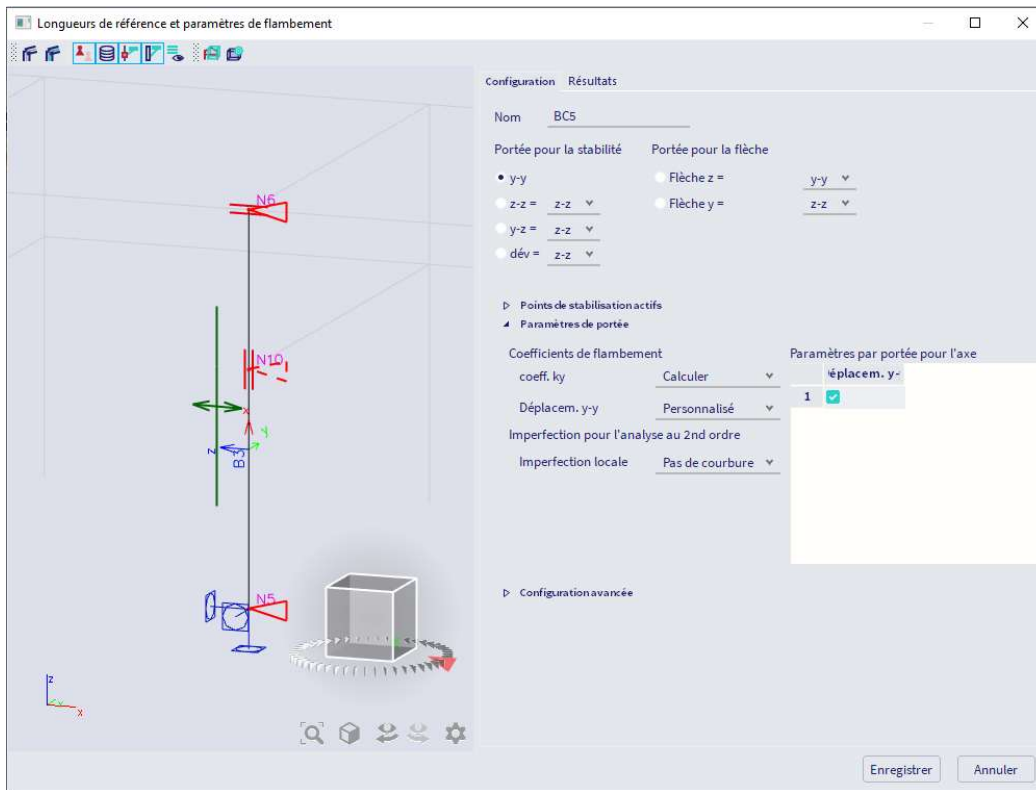 Longueurs de référence et paramètres de flambement
Configuration Résultats
Nom BC5
Portée pour la stabilité Portée pour la flèche
y-y Flèche z = y-y
z-z = z-z Flèche y = z-z
y-z = z-z
dév = z-z
Points de stabilisation actifs
Paramètres de portée
Coefficients de flambement Paramètres par portée pour l'axe
coeff. ky Calculer éplacem. y-
1
Déplacem. y-y Personnalisé
Imperfection pour l'analyse au 2nd ordre
Imperfection locale Pas de courbure
Configuration avancée
N6
N10
x
y
z
B3
N5
z
y
x
Enregistrer Annuler